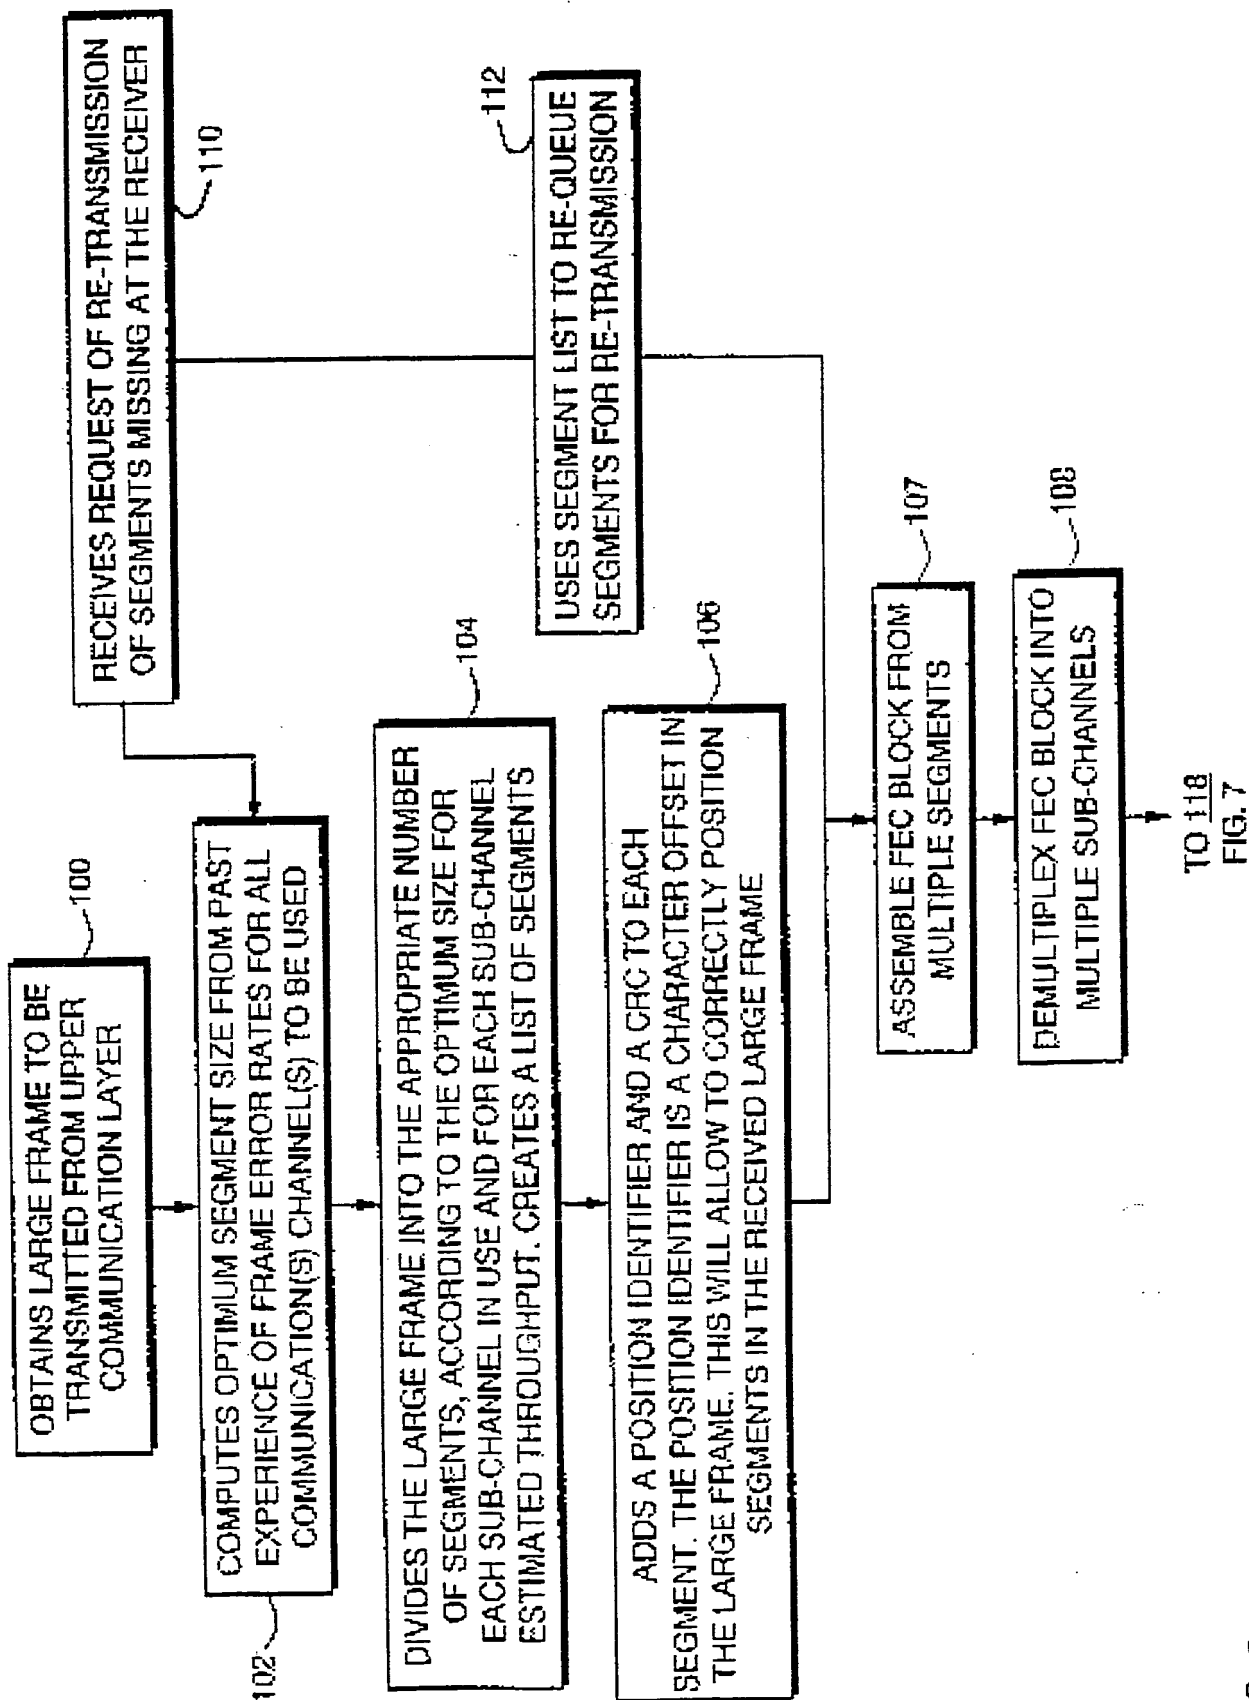 OBTAINS LARGE FRAME TO BE
TRANSMITTED FROM UPPER
COMMUNICATION LAYER
100
COMPUTES OPTIMUM SEGMENT SIZE FROM PAST
EXPERIENCE OF FRAME ERROR RATES FOR ALL
COMMUNICATION(S) CHANNEL(S) TO BE USED
102
DIVIDES THE LARGE FRAME INTO THE APPROPRIATE NUMBER
OF SEGMENTS, ACCORDING TO THE OPTIMUM SIZE FOR
EACH SUB-CHANNEL IN USE AND FOR EACH SUB-CHANNEL
ESTIMATED THROUGHPUT. CREATES A LIST OF SEGMENTS
104
ADDS A POSITION IDENTIFIER AND A CRC TO EACH
SEGMENT. THE POSITION IDENTIFIER IS A CHARACTER OFFSET IN
THE LARGE FRAME. THIS WILL ALLOW TO CORRECTLY POSITION
SEGMENTS IN THE RECEIVED LARGE FRAME
106
RECEIVES REQUEST OF RE-TRANSMISSION
OF SEGMENTS MISSING AT THE RECEIVER
110
USES SEGMENT LIST TO RE-QUEUE
SEGMENTS FOR RE-TRANSMISSION
112
ASSEMBLE FEC BLOCK FROM
MULTIPLE SEGMENTS
107
DEMULTIPLEX FEC BLOCK INTO
MULTIPLE SUB-CHANNELS
108
TO 118
FIG. 7